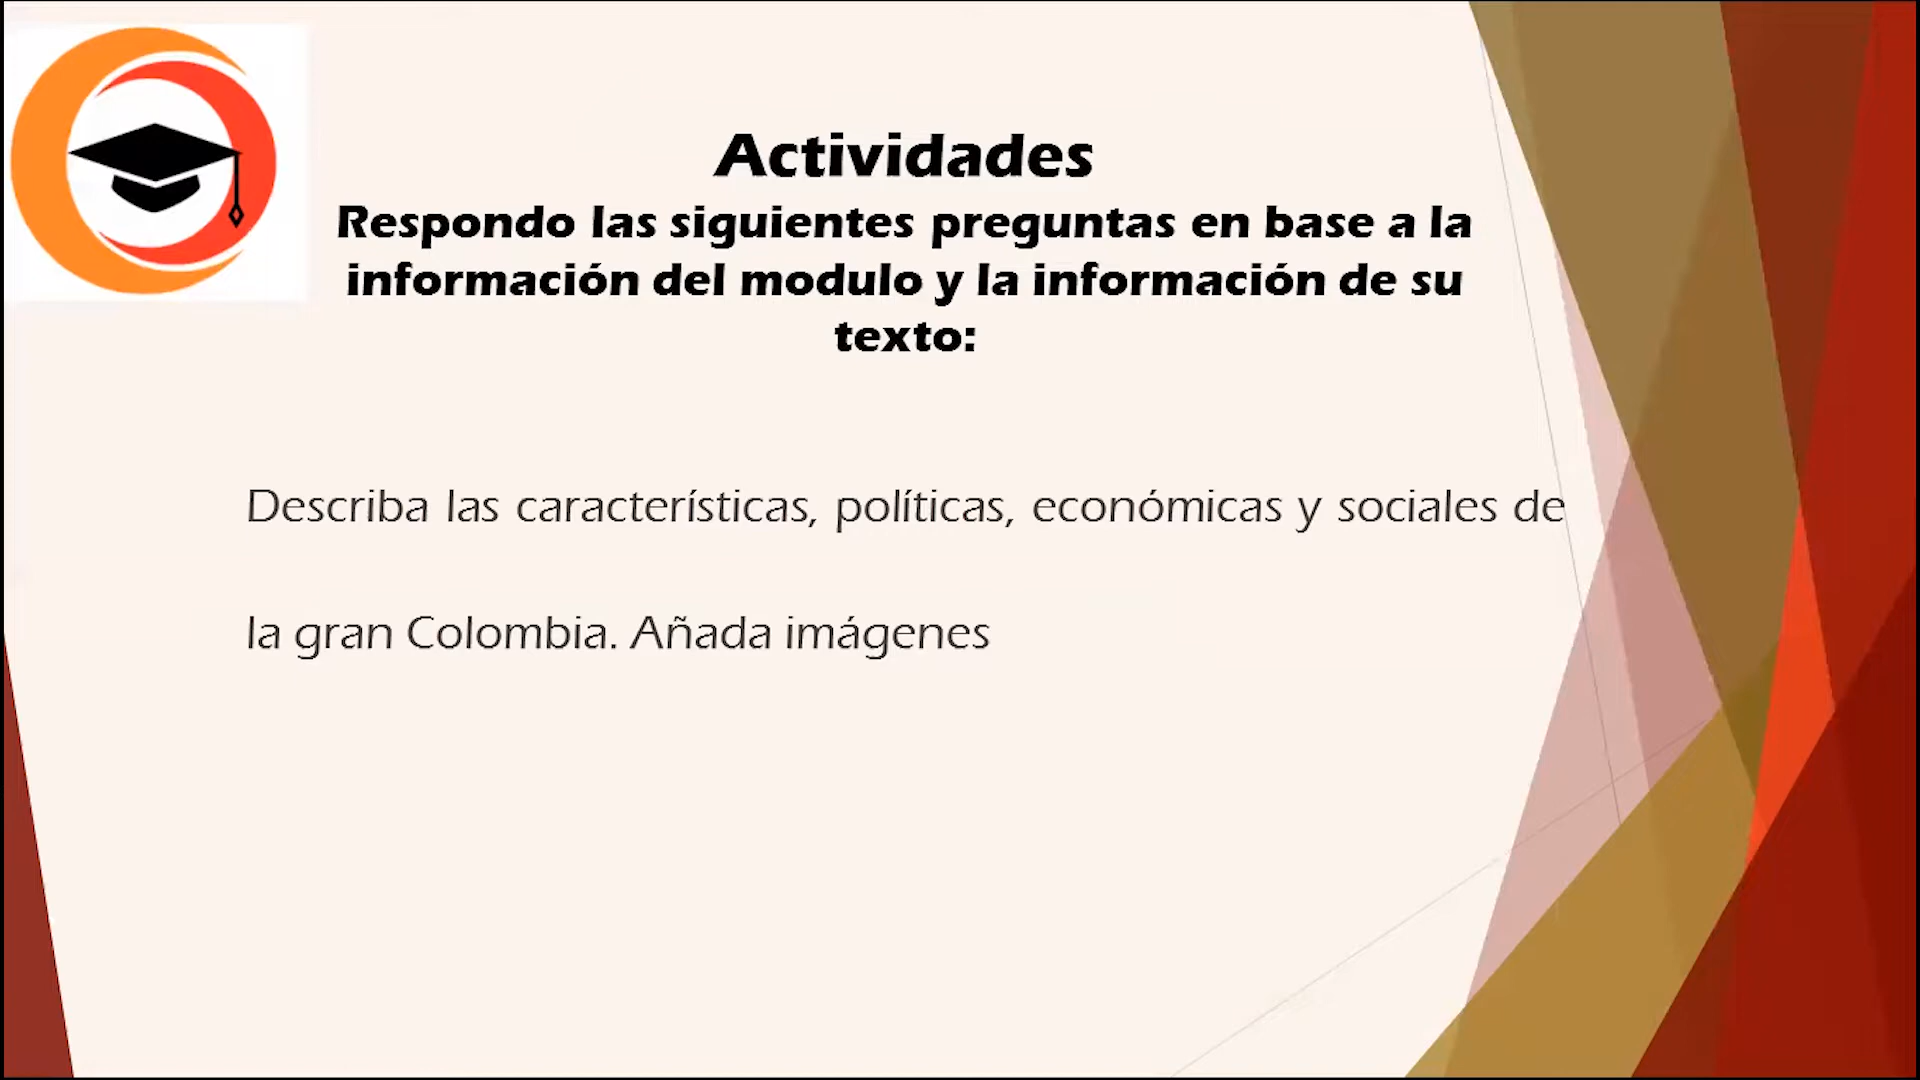 Actividades
Respondo las siguientes preguntas en base a la
información del modulo y la información de su
texto:
Describa las características, políticas, económicas y sociales de
la gran Colombia. Añada imágenes